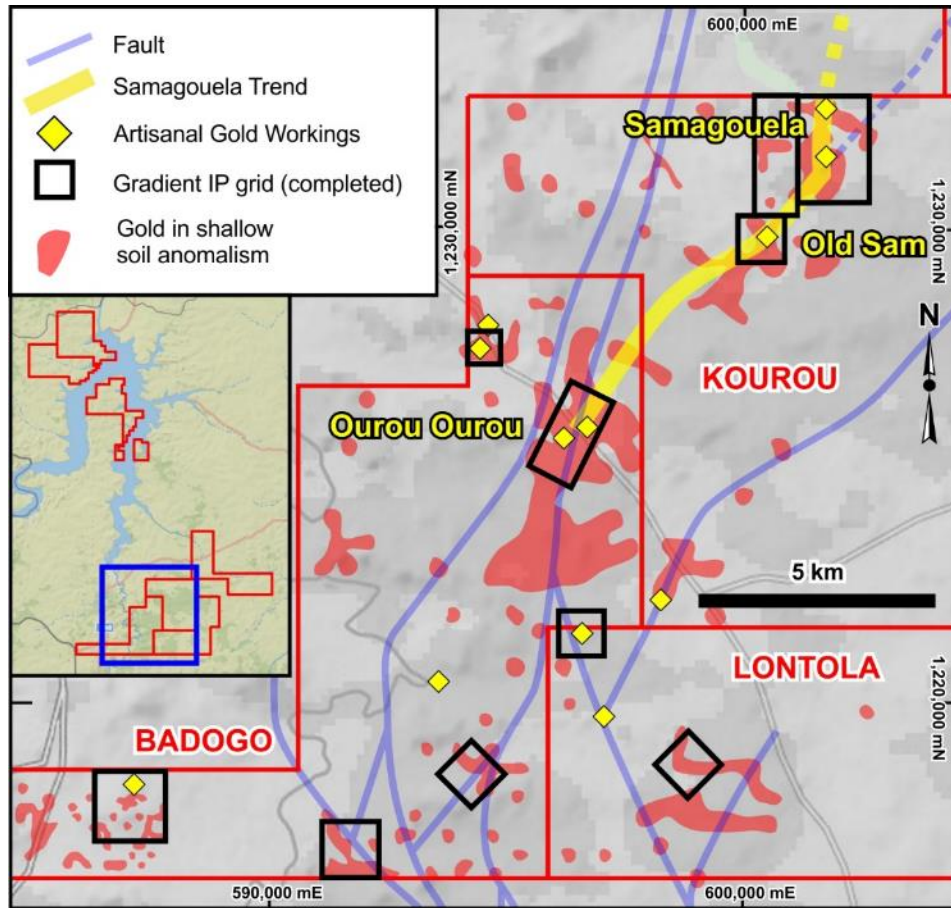 Fault
Samagouela Trend
Artisanal Gold Workings
Gradient IP grid (completed)
Gold in shallow
soil anomalism
600,000 mE
Samagouela
1,230,000 mN
1,230,000 mN
Old Sam
N
KOUROU
Ourou Ourou
5 km
LONTOLA
1,220,000 mN
BADOGO
590,000 mE
600,000 mE